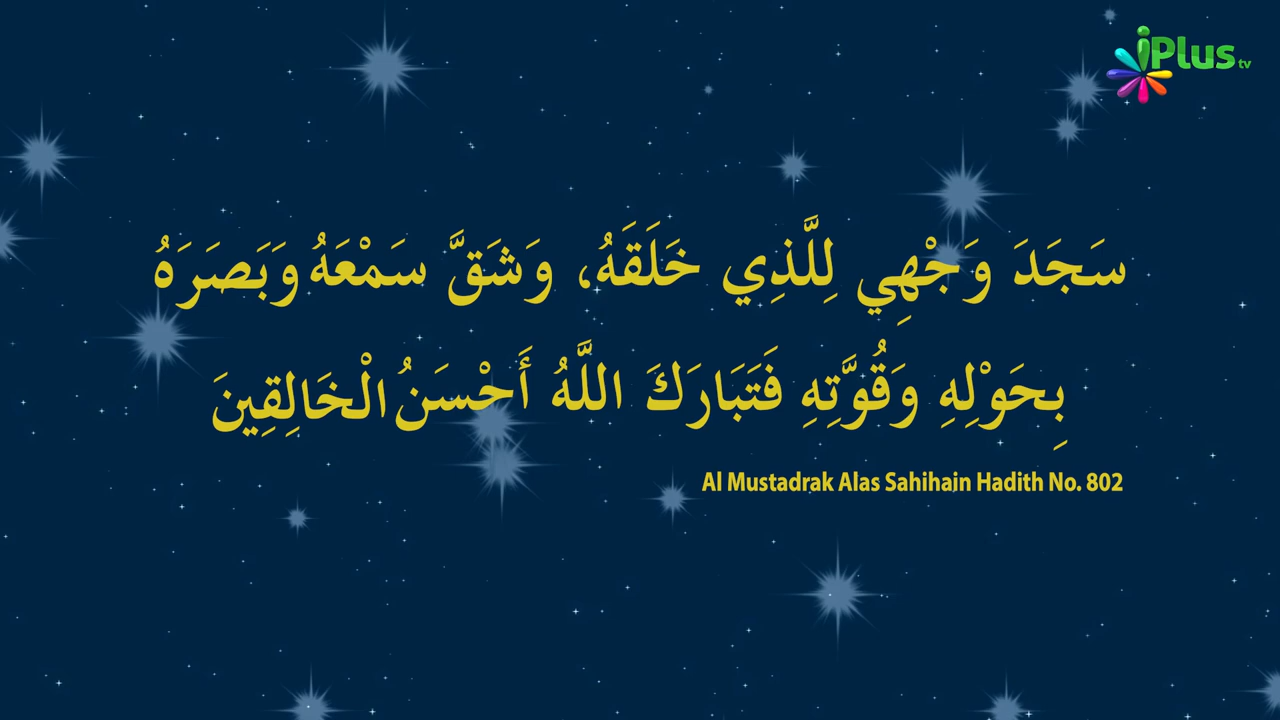 iPlus tv
سَجَدَ وَجْهِي لِلَّذِي خَلَقَهُ، وَشَقَّ سَمْعَهُ وَبَصَرَهُ
بِحَوْلِهِ وَقُوَّتِهِ فَتَبَارَكَ اللَّهُ أَحْسَنُ الْخَالِقِينَ
Al Mustadrak Alas Sahihain Hadith No. 802